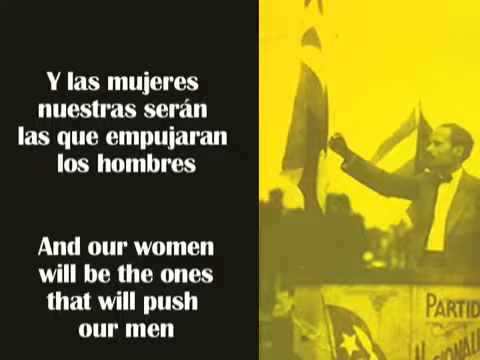 Y las mujeres
nuestras serán
las que empujaran
los hombres
And our women
will be the ones
that will push
our men
PARTID